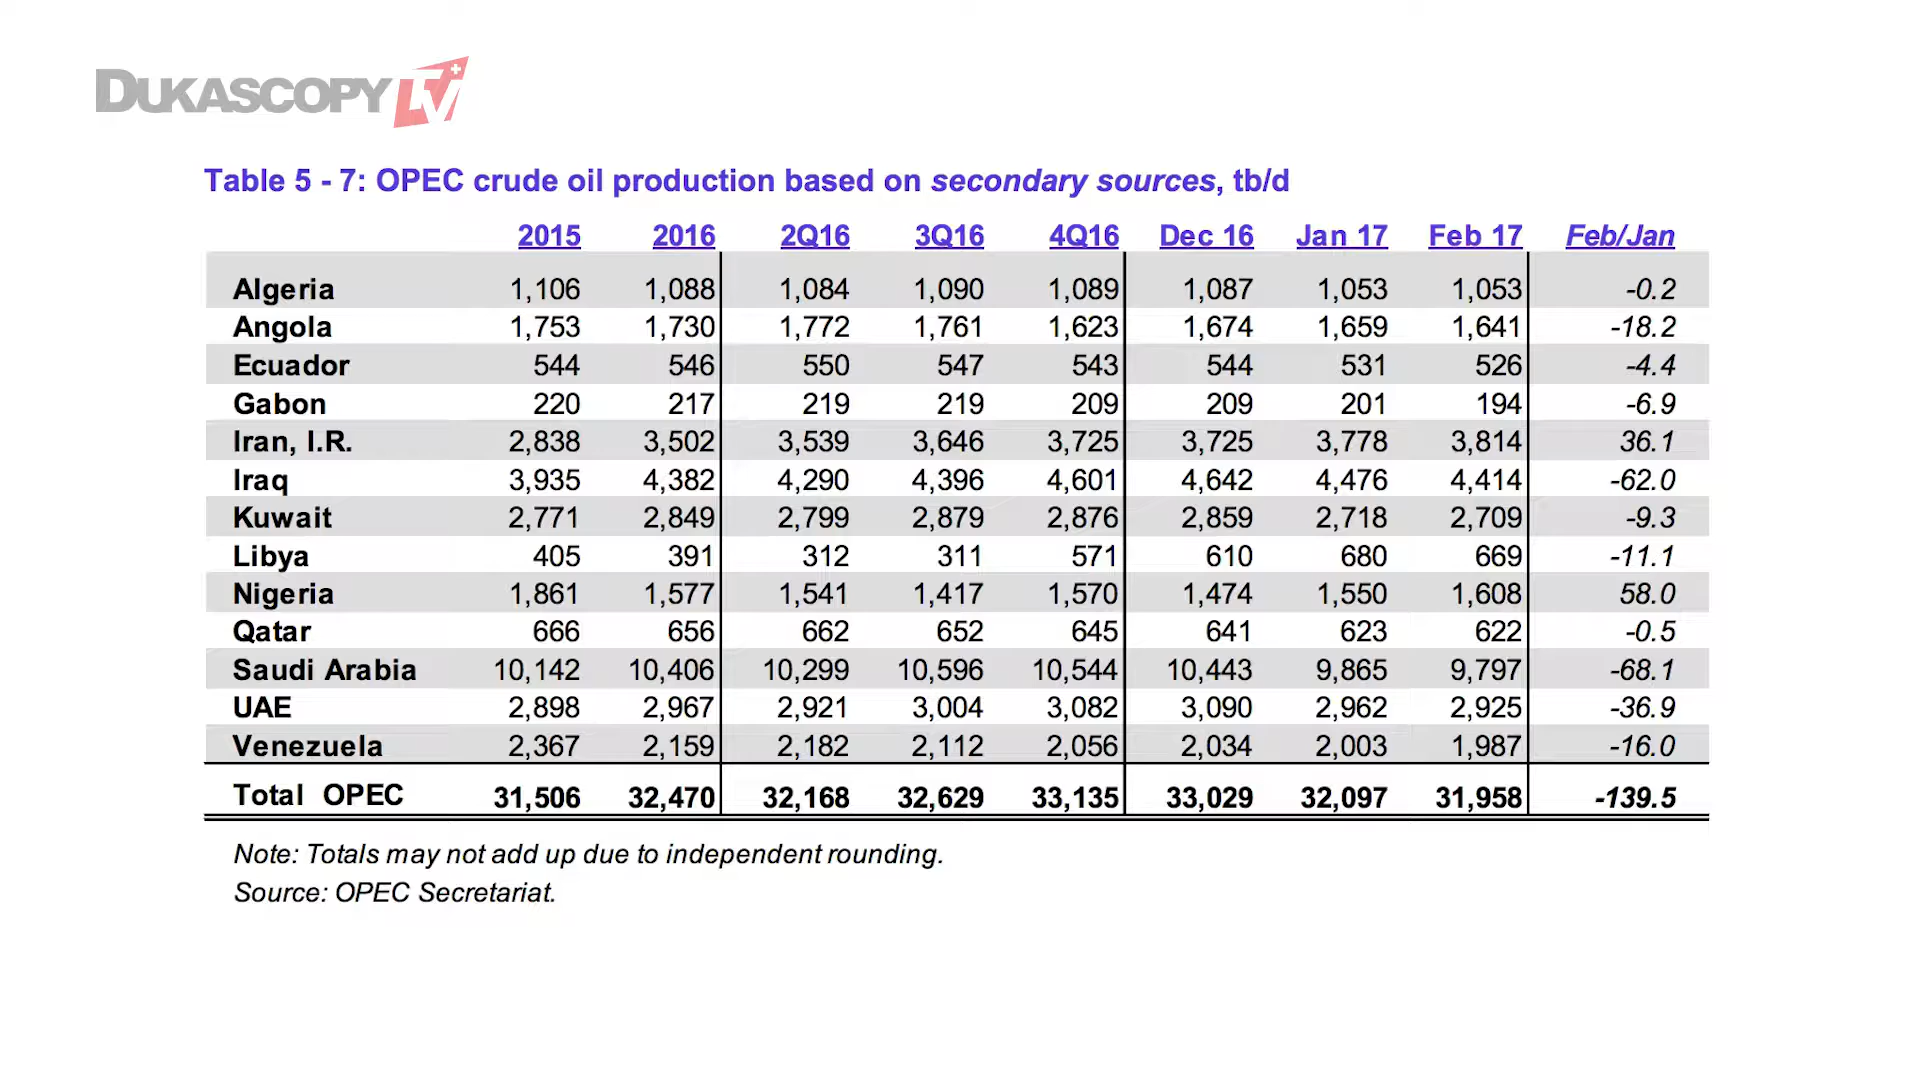 DUKASCOPY TV
Table 5 - 7: OPEC crude oil production based on secondary sources, tb/d
2015 2016 2Q16 3Q16 4Q16 Dec 16 Jan 17 Feb 17 Feb/Jan
Algeria 1,106 1,088 1,084 1,090 1,089 1,087 1,053 1,053 -0.2
Angola 1,753 1,730 1,772 1,761 1,623 1,674 1,659 1,641 -18.2
Ecuador 544 546 550 547 543 544 531 526 -4.4
Gabon 220 217 219 219 209 209 201 194 -6.9
Iran, I.R. 2,838 3,502 3,539 3,646 3,725 3,725 3,778 3,814 36.1
Iraq 3,935 4,382 4,290 4,396 4,601 4,642 4,476 4,414 -62.0
Kuwait 2,771 2,849 2,799 2,879 2,876 2,859 2,718 2,709 -9.3
Libya 405 391 312 311 571 610 680 669 -11.1
Nigeria 1,861 1,577 1,541 1,417 1,570 1,474 1,550 1,608 58.0
Qatar 666 656 662 652 645 641 623 622 -0.5
Saudi Arabia 10,142 10,406 10,299 10,596 10,544 10,443 9,865 9,797 -68.1
UAE 2,898 2,967 2,921 3,004 3,082 3,090 2,962 2,925 -36.9
Venezuela 2,367 2,159 2,182 2,112 2,056 2,034 2,003 1,987 -16.0
Total OPEC 31,506 32,470 32,168 32,629 33,135 33,029 32,097 31,958 -139.5
Note: Totals may not add up due to independent rounding.
Source: OPEC Secretariat.